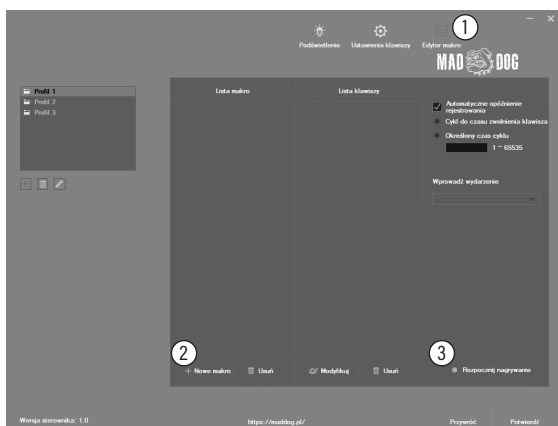 1
Podświetlenie Ustawienia klawiszy Edytor makro
MAD DOG
Profil 1
Profil 2
Profil 3
Lista makro Lista klawiszy
Automatyczne opóźnienie
rejestrowania
Cykl do czasu zwolnienia klawisza
Określony czas cyklu
1 ~ 65535
Wprowadź wydarzenie
2 3
+ Nowe makro Usuń Modyfikuj Usuń Rozpocznij nagrywanie
Wersja sterownika: 1.0 https://maddog.pl/ Przywróć Potwierdź